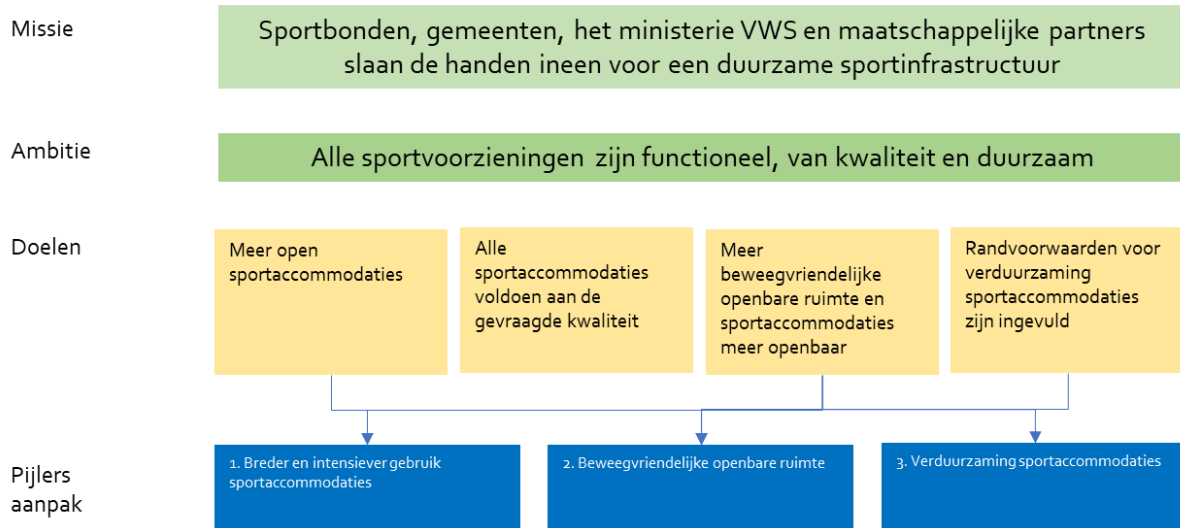 Missie
Sportbonden, gemeenten, het ministerie VWS en maatschappelijke partners
slaan de handen ineen voor een duurzame sportinfrastructuur
Ambitie
Alle sportvoorzieningen zijn functioneel, van kwaliteit en duurzaam
Doelen
Meer open
sportaccommodaties
Alle
sportaccommodaties
voldoen aan de
gevraagde kwaliteit
Meer
beweegvriendelijke
openbare ruimte en
sportaccommodaties
meer openbaar
Randvoorwaarden voor
verduurzaming
sportaccommodaties
zijn ingevuld
Pijlers
aanpak
1. Breder en intensiever gebruik
sportaccommodaties
2. Beweegvriendelijke openbare ruimte
3. Verduurzaming sportaccommodaties